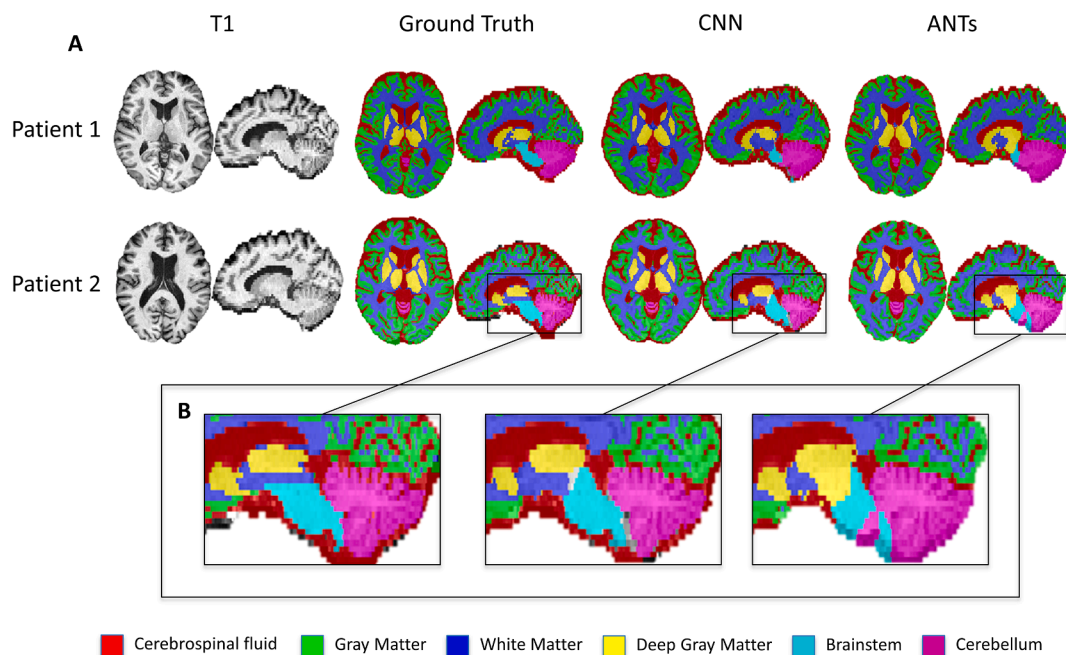 T1 Ground Truth CNN ANTs
A
Patient 1
Patient 2
B
Cerebrospinal fluid Gray Matter White Matter Deep Gray Matter Brainstem Cerebellum